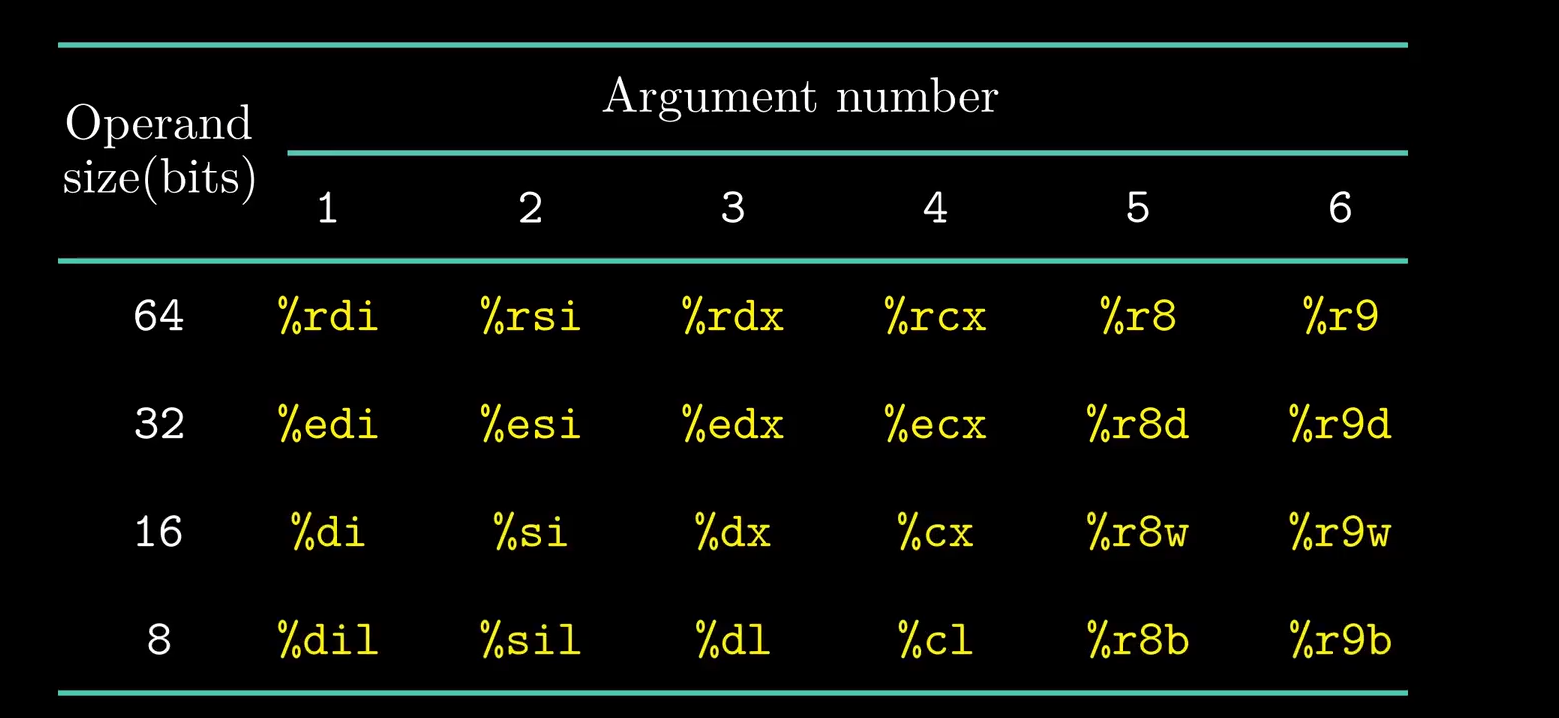 Argument number
Operand
size(bits)
1 2 3 4 5 6
64 %rdi %rsi %rdx %rcx %r8 %r9
32 %edi %esi %edx %ecx %r8d %r9d
16 %di %si %dx %cx %r8w %r9w
8 %dil %sil %dl %cl %r8b %r9b